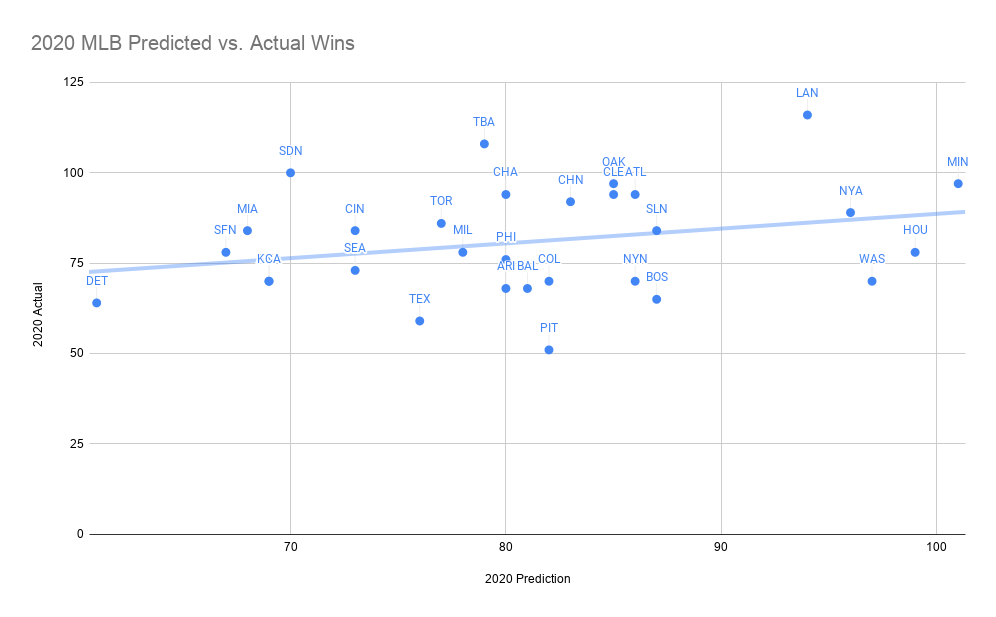 2020 MLB Predicted vs. Actual Wins
125
LAN
TBA
SDN
OAK
MIN
100
CHA
CLE
ATL
CHN
NYA
TOR
MIA
CIN
SLN
SFN
MIL
PHI
HOU
SEA
75
KCA
ARI
BAL
COL
NYN
WAS
DET
BOS
TEX
PIT
50
25
0
70
80
90
100
2020 Prediction
2020 Actual